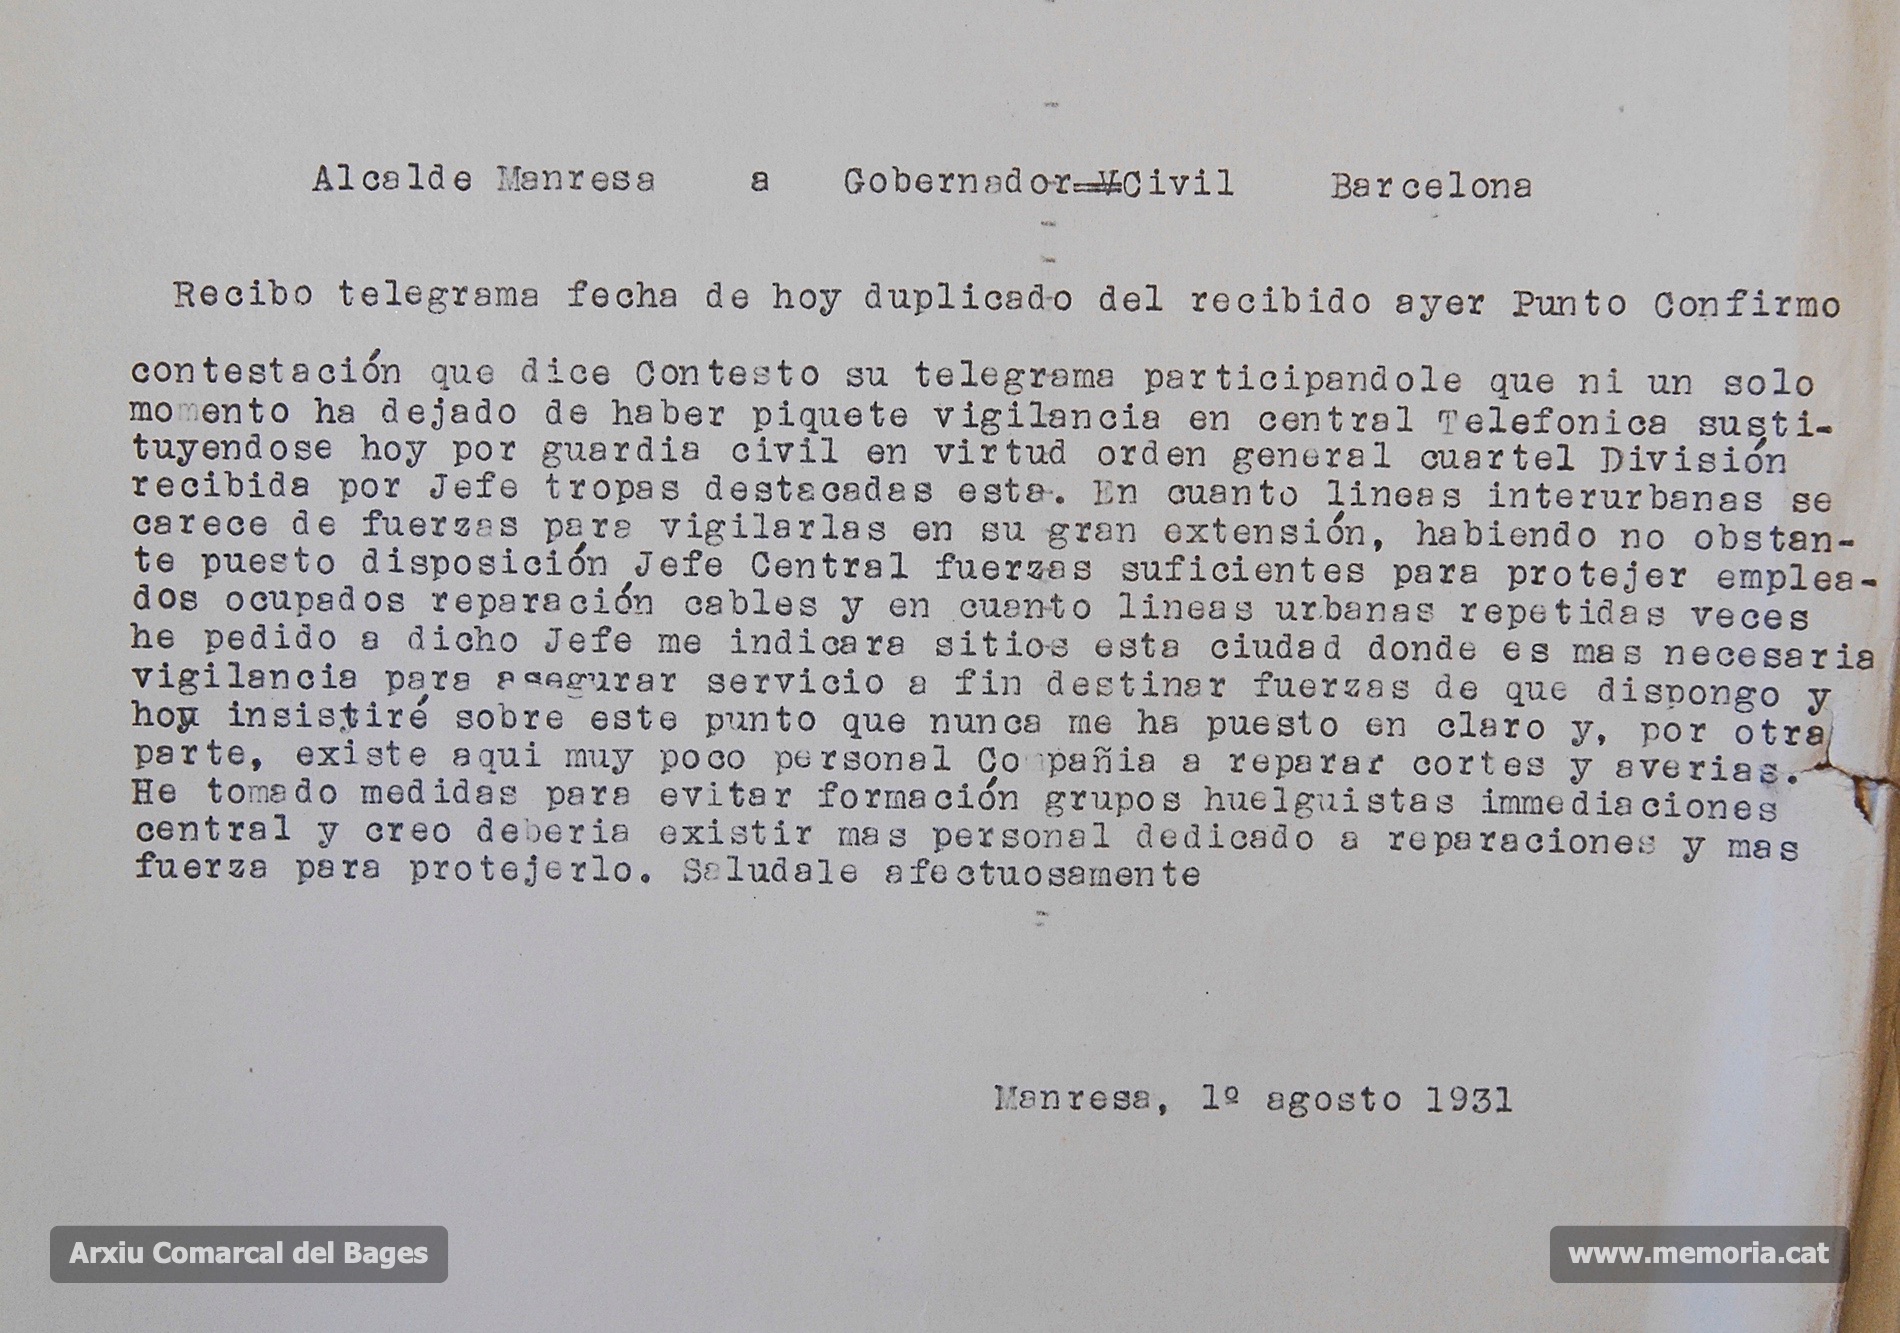 Alcalde Manresa a Gobernador Civil Barcelona
Recibo telegrama fecha de hoy duplicado del recibido ayer Punto Confirmo
contestación que dice Contesto su telegrama participandole que ni un solo
momento ha dejado de haber piquete vigilancia en central Telefonica susti-
tuyendose hoy por guardia civil en virtud orden general cuartel División
recibida por Jefe tropas destacadas esta. En cuanto lineas interurbanas se
carece de fuerzas para vigilarlas en su gran extensión, habiendo no obstan-
te puesto disposición Jefe Central fuerzas suficientes para protejer emplea-
dos ocupados reparación cables y en cuanto lineas urbanas repetidas veces
he pedido a dicho Jefe me indicara sitios esta ciudad donde es mas necesaria
vigilancia para asegurar servicio a fin destinar fuerzas de que dispongo y
hoy insistiré sobre este punto que nunca me ha puesto en claro y, por otra
parte, existe aqui muy poco personal Compañia a reparar cortes y averias.
He tomado medidas para evitar formación grupos huelguistas immediaciones
central y creo deberia existir mas personal dedicado a reparaciones y mas
fuerza para protejerlo. Saludale afectuosamente
Manresa, 1º agosto 1931
Arxiu Comarcal del Bages
www.memoria.cat